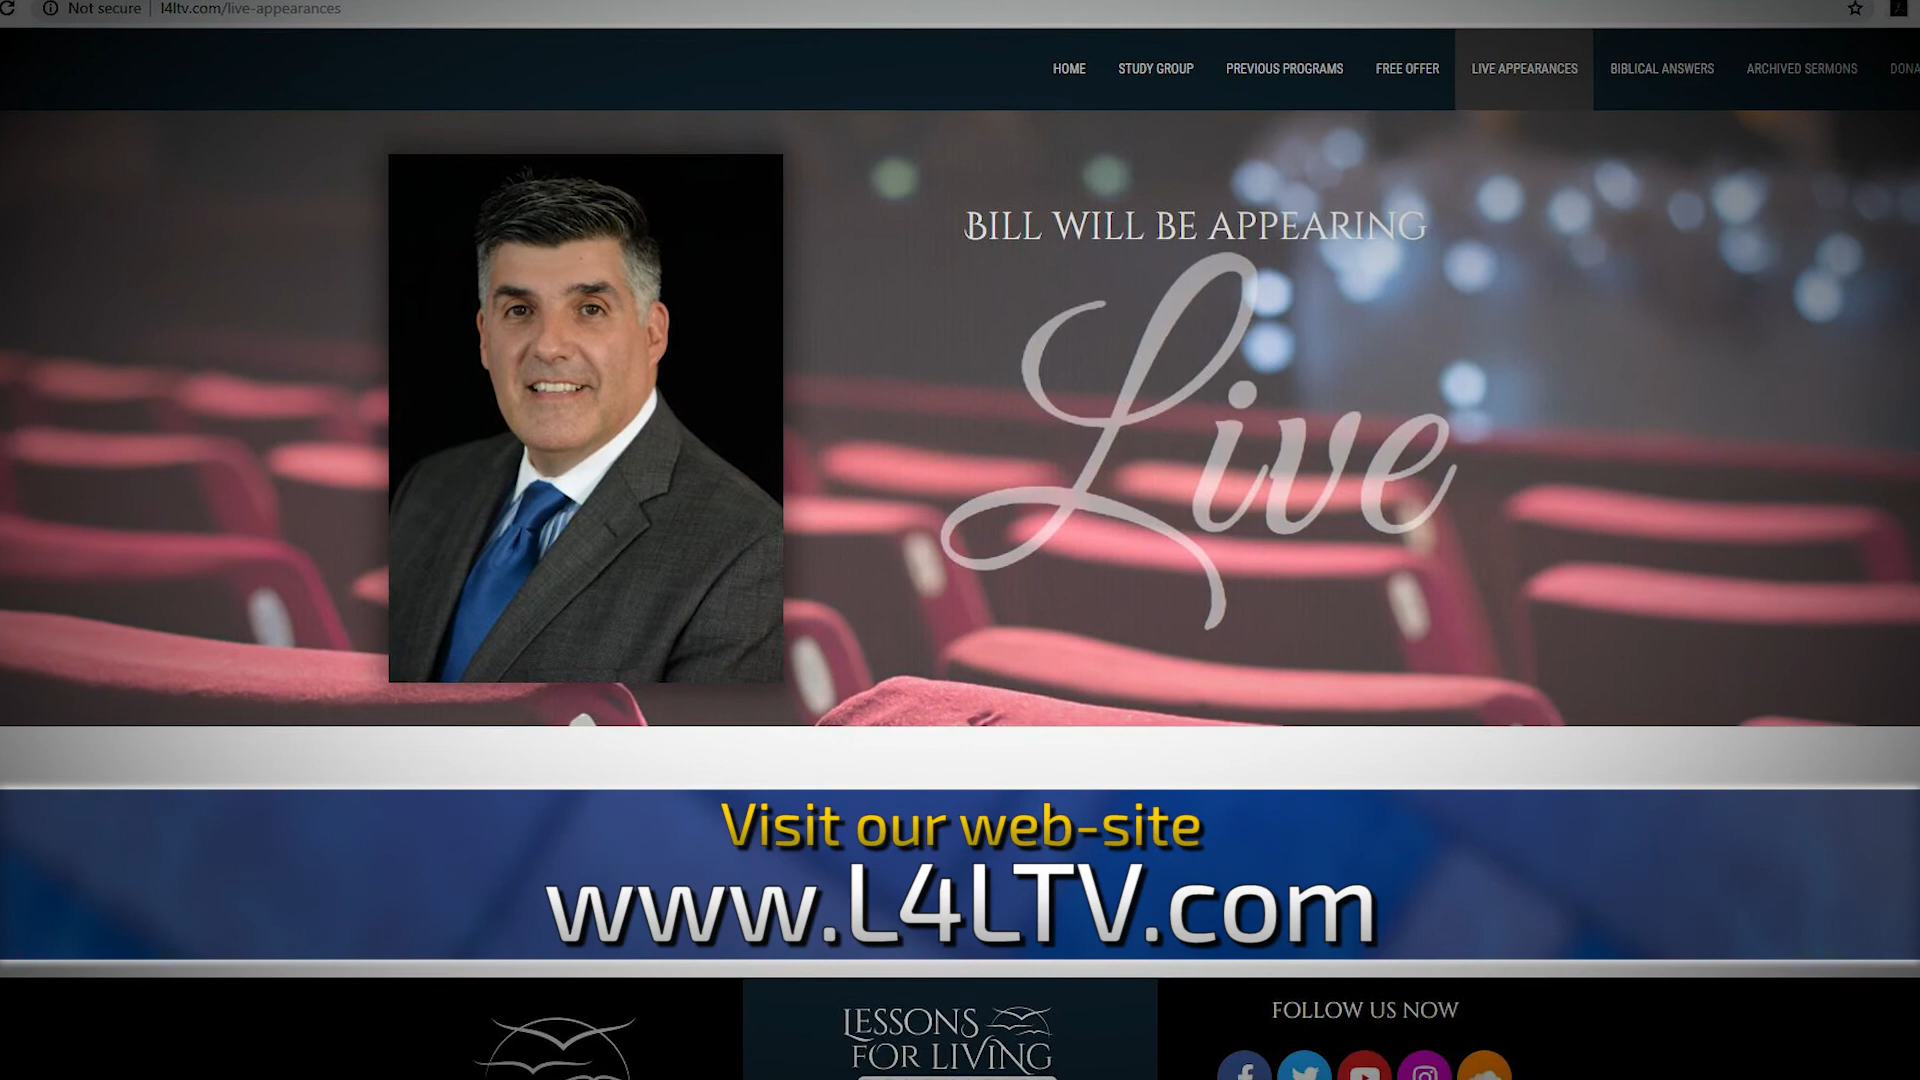 Not secure | l4ltv.com/live-appearances
HOME STUDY GROUP PREVIOUS PROGRAMS FREE OFFER LIVE APPEARANCES BIBLICAL ANSWERS ARCHIVED SERMONS DONA
BILL WILL BE APPEARING
Live
Visit our web-site
www.L4LTV.com
LESSONS
FOR LIVING
FOLLOW US NOW